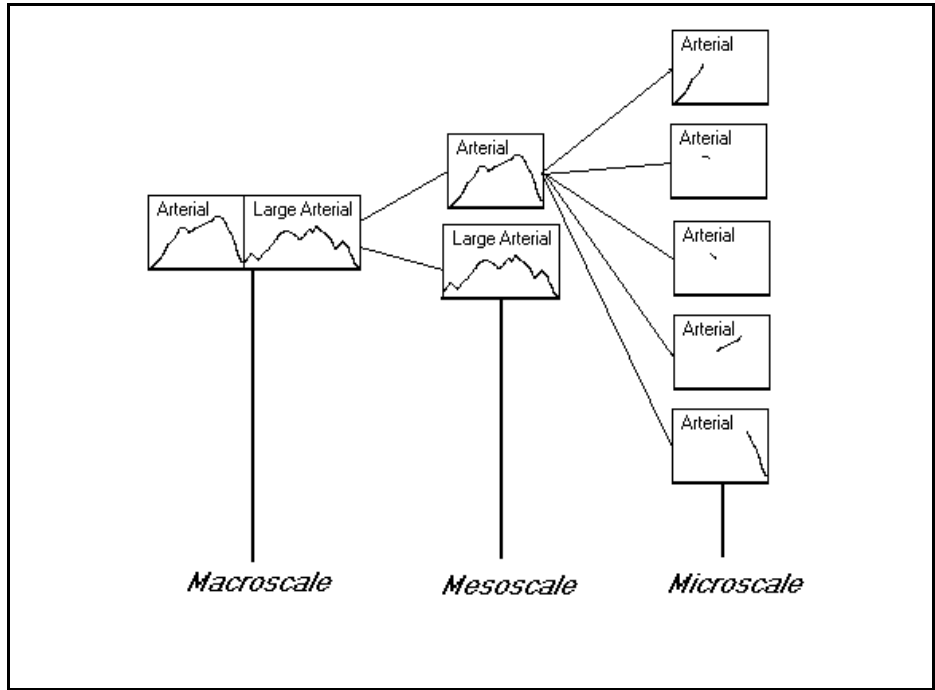 Arterial
Large Arterial
Arterial
Large Arterial
Arterial
Arterial
Arterial
Arterial
Arterial
Macroscale
Mesoscale
Microscale